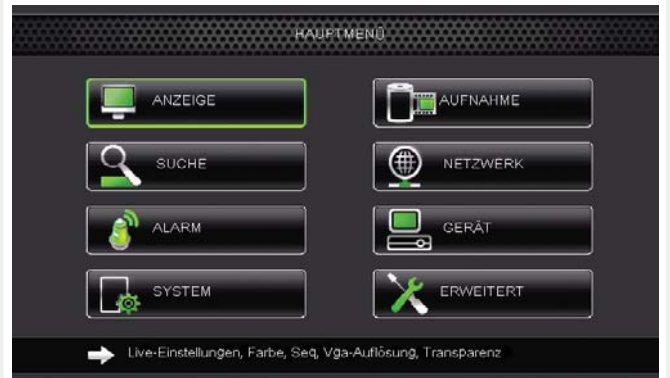 HAUPTMENÜ
ANZEIGE
AUFNAHME
SUCHE
NETZWERK
ALARM
GERÄT
SYSTEM
ERWEITERT
Live-Einstellungen, Farbe, Seq, Vga-Auflösung, Transparenz